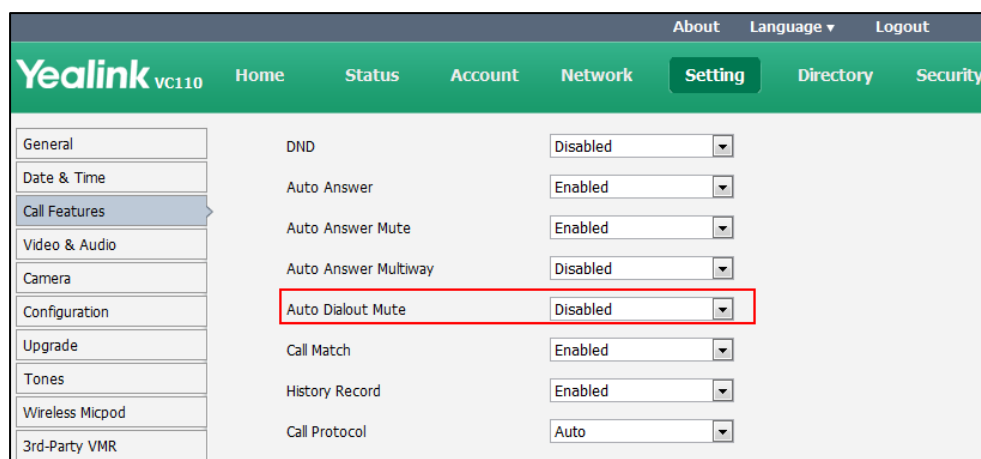 About Language ▾ Logout
Yealink VC110 Home Status Account Network Setting Directory Security
General
Date & Time
Call Features
Video & Audio
Camera
Configuration
Upgrade
Tones
Wireless Micpod
3rd-Party VMR
DND Disabled
Auto Answer Enabled
Auto Answer Mute Enabled
Auto Answer Multiway Disabled
Auto Dialout Mute Disabled
Call Match Enabled
History Record Enabled
Call Protocol Auto